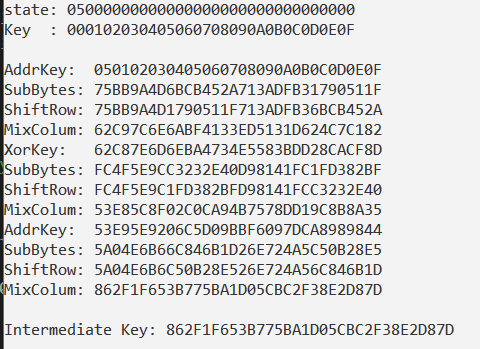 state: 05000000000000000000000000000000
Key  : 000102030405060708090A0B0C0D0E0F
AddrKey:  050102030405060708090A0B0C0D0E0F
SubBytes: 75BB9A4D6BCB452A713ADFB31790511F
ShiftRow: 75BB9A4D1790511F713ADFB36BCB452A
MixColum: 62C97C6E6ABF4133ED5131D624C7C182
XorKey:   62C87E6D6EBA4734E5583BDD28CACF8D
SubBytes: FC4F5E9CC3232E40D98141FC1FD382BF
ShiftRow: FC4F5E9C1FD382BFD98141FCC3232E40
MixColum: 53E85C8F02C0CA94B7578DD19C8B8A35
AddrKey:  53E95E9206C5D09BBF6097DCA8989844
SubBytes: 5A04E6B66C846B1D26E724A5C50B28E5
ShiftRow: 5A04E6B6C50B28E526E724A56C846B1D
MixColum: 862F1F653B775BA1D05CBC2F38E2D87D
Intermediate Key: 862F1F653B775BA1D05CBC2F38E2D87D